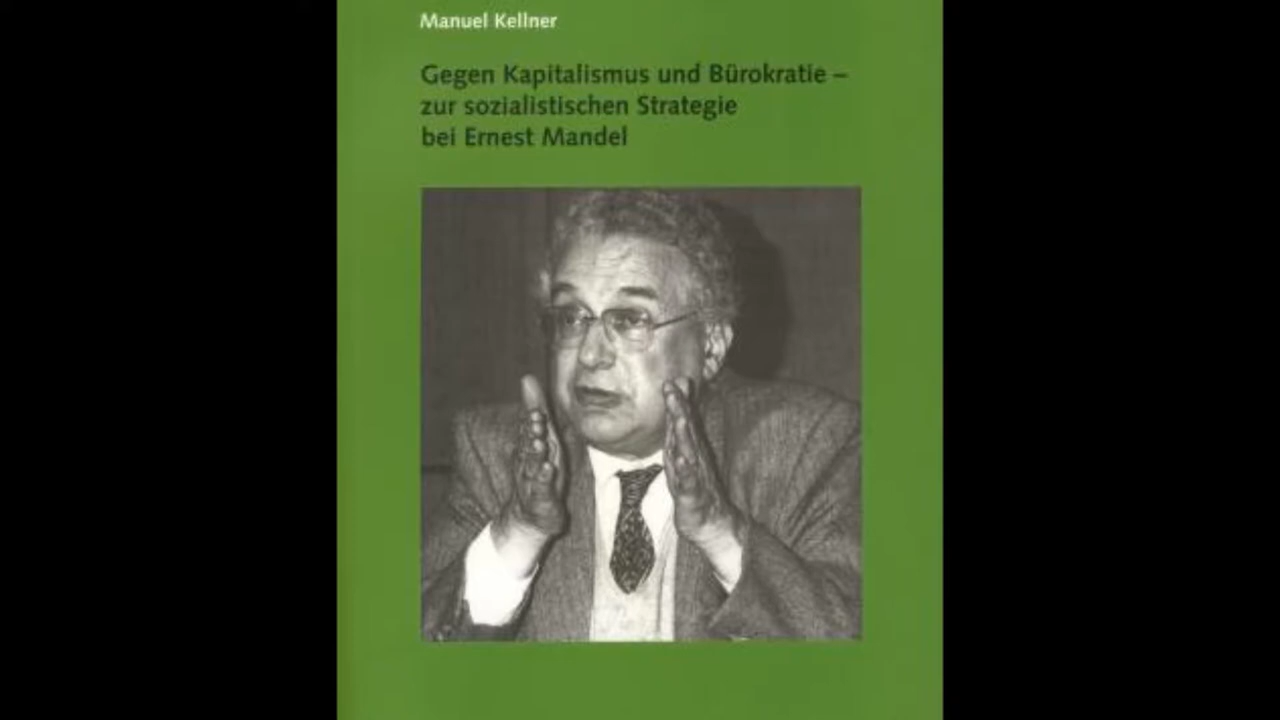 Manuel Kellner
Gegen Kapitalismus und Bürokratie –
zur sozialistischen Strategie
bei Ernest Mandel